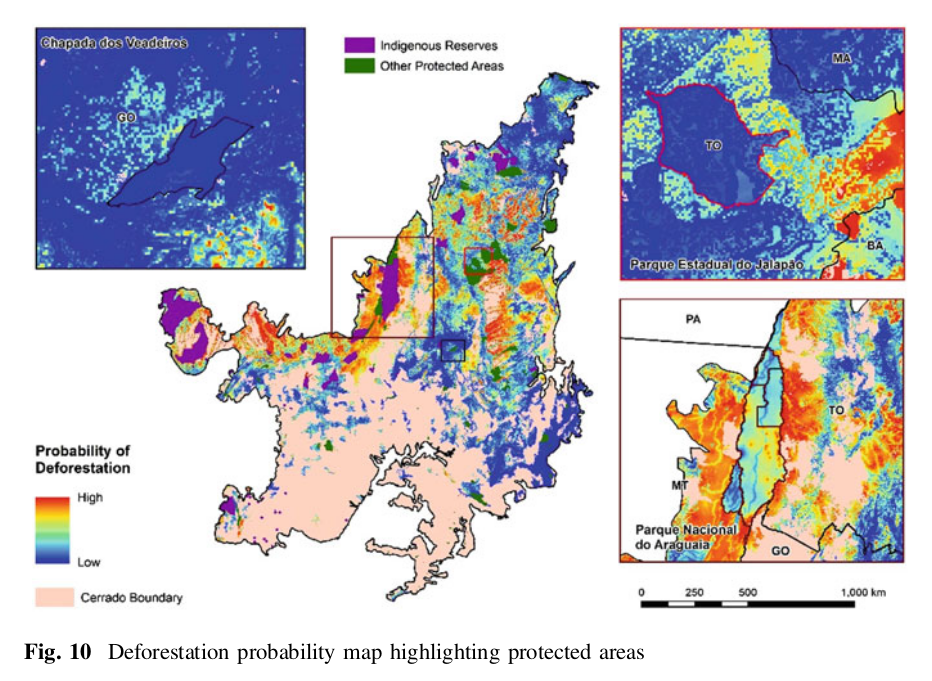 Chapada dos Veadeiros
GO
Indigenous Reserves
Other Protected Areas
MA
TO
BA
Parque Estadual do Jalapão
PA
TO
MT
Parque Nacional
do Araguaia
GO
Probability of
Deforestation
High
Low
Cerrado Boundary
0 250 500 1,000 km
Fig. 10 Deforestation probability map highlighting protected areas